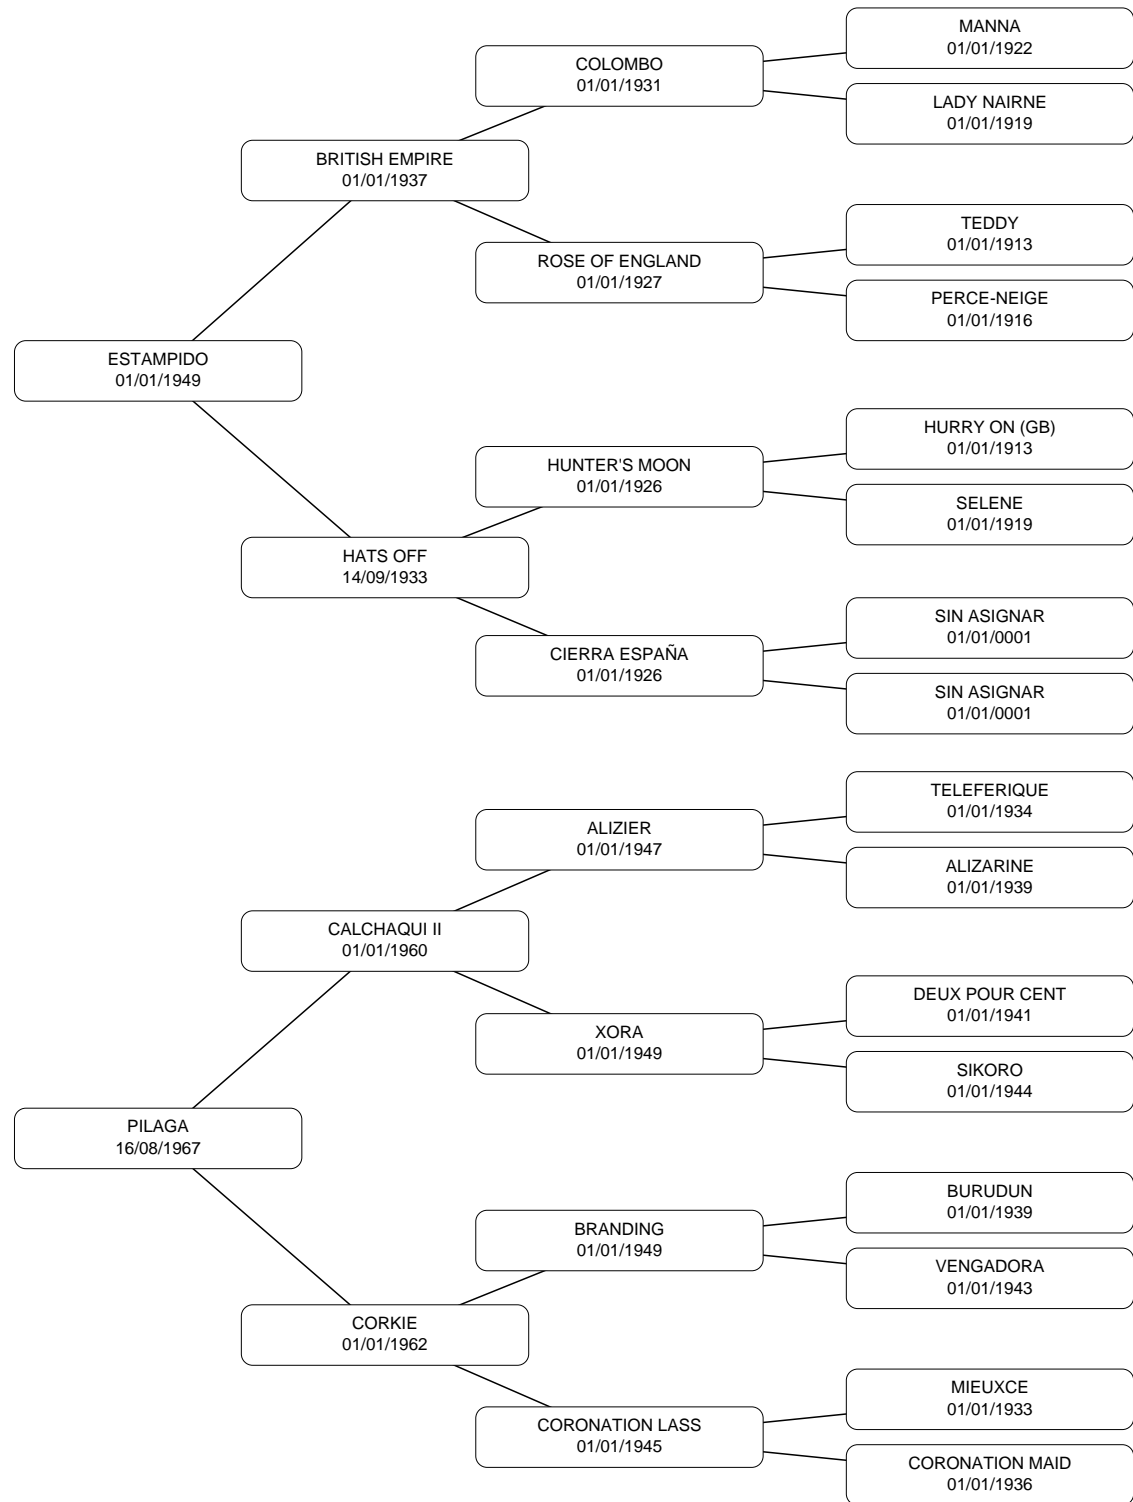 MANNA
01/01/1922
COLOMBO
01/01/1931
LADY NAIRNE
01/01/1919
BRITISH EMPIRE
01/01/1937
TEDDY
01/01/1913
ROSE OF ENGLAND
01/01/1927
PERCE-NEIGE
01/01/1916
ESTAMPIDO
01/01/1949
HURRY ON (GB)
01/01/1913
HUNTER'S MOON
01/01/1926
SELENE
01/01/1919
HATS OFF
14/09/1933
SIN ASIGNAR
01/01/0001
CIERRA ESPAÑA
01/01/1926
SIN ASIGNAR
01/01/0001
TELEFERIQUE
01/01/1934
ALIZIER
01/01/1947
ALIZARINE
01/01/1939
CALCHAQUI II
01/01/1960
DEUX POUR CENT
01/01/1941
XORA
01/01/1949
SIKORO
01/01/1944
PILAGA
16/08/1967
BURUDUN
01/01/1939
BRANDING
01/01/1949
VENGADORA
01/01/1943
CORKIE
01/01/1962
MIEUXCE
01/01/1933
CORONATION LASS
01/01/1945
CORONATION MAID
01/01/1936